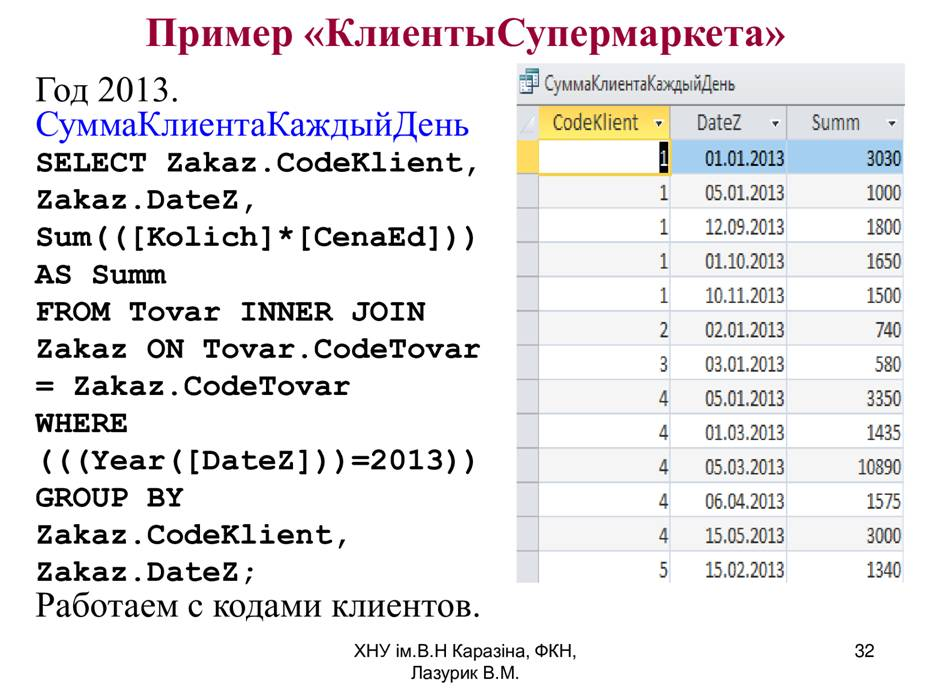 Пример «КлиентыСупермаркета»
Год 2013.
СуммаКлиентаКаждыйДень
SELECT Zakaz.CodeKlient,
Zakaz.DateZ,
Sum(([Kolich]*[CenaEd]))
AS Summ
FROM Tovar INNER JOIN
Zakaz ON Tovar.CodeTovar
= Zakaz.CodeTovar
WHERE
(((Year([DateZ]))=2013))
GROUP BY
Zakaz.CodeKlient,
Zakaz.DateZ;
Работаем с кодами клиентов.
СуммаКлиентаКаждыйДень
CodeKlient DateZ Summ
1 01.01.2013 3030
1 05.01.2013 1000
1 12.09.2013 1800
1 01.10.2013 1650
1 10.11.2013 1500
2 02.01.2013 740
3 03.01.2013 580
4 05.01.2013 3350
4 01.03.2013 1435
4 05.03.2013 10890
4 06.04.2013 1575
4 15.05.2013 3000
5 15.02.2013 1340
ХНУ ім.В.Н Каразіна, ФКН,
Лазурик В.М.
32